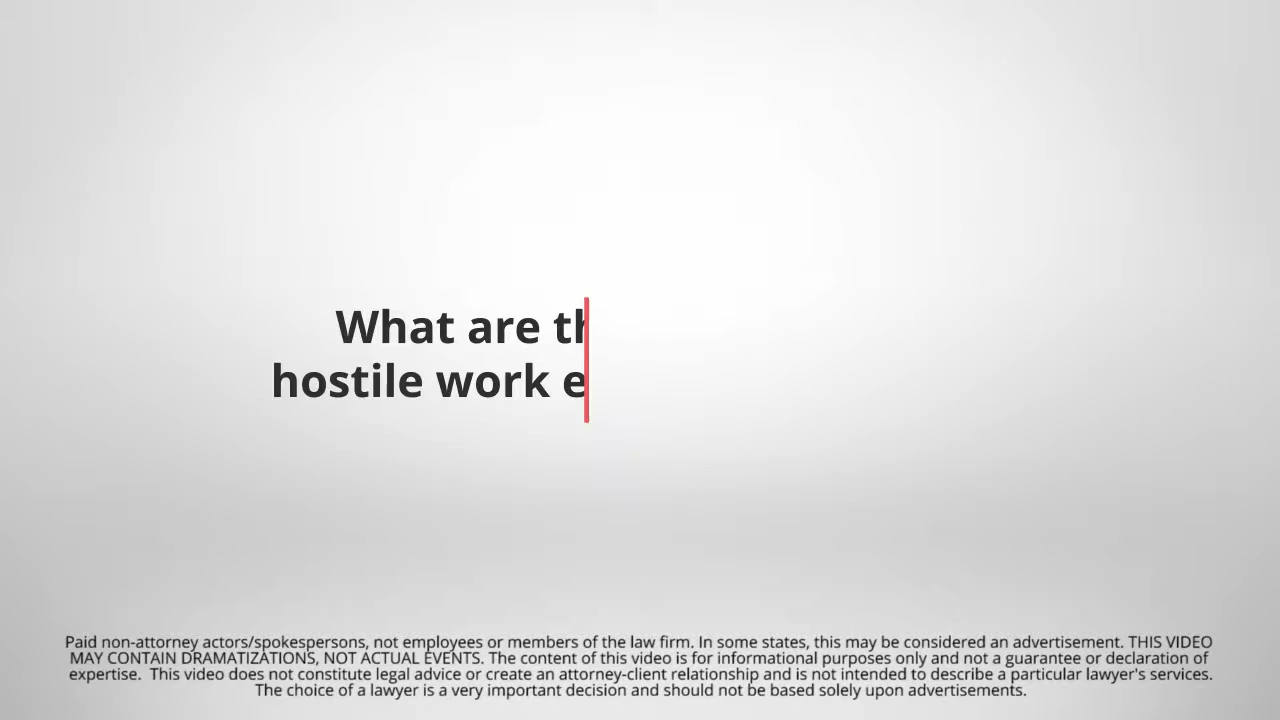 What are th
hostile work e
Paid non-attorney actors/spokespersons, not employees or members of the law firm. In some states, this may be considered an advertisement. THIS VIDEO
MAY CONTAIN DRAMATIZATIONS, NOT ACTUAL EVENTS. The content of this video is for informational purposes only and not a guarantee or declaration of
expertise.  This video does not constitute legal advice or create an attorney-client relationship and is not intended to describe a particular lawyer's services.
The choice of a lawyer is a very important decision and should not be based solely upon advertisements.